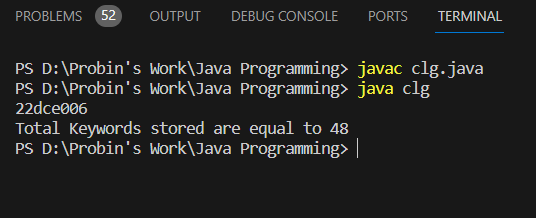 PROBLEMS 52 OUTPUT DEBUG CONSOLE PORTS TERMINAL
PS D:\Probin's Work\Java Programming> javac clg.java
PS D:\Probin's Work\Java Programming> java clg
22dce006
Total Keywords stored are equal to 48
PS D:\Probin's Work\Java Programming>